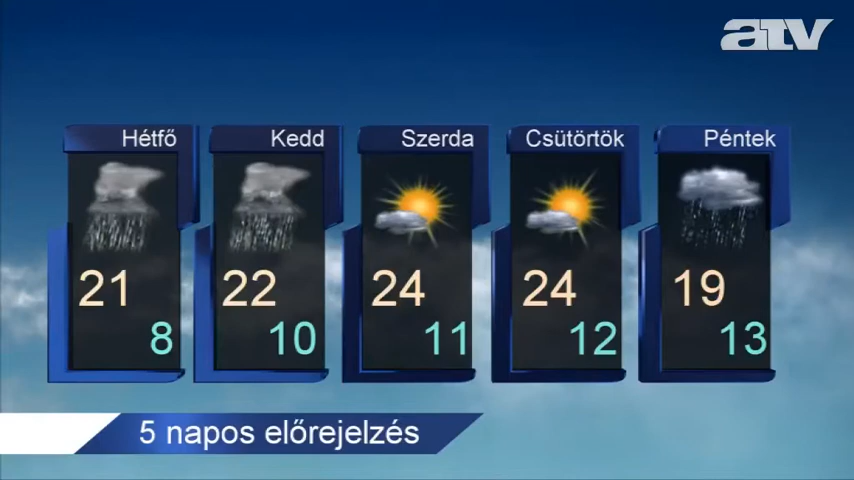 atv
Hétfő
Kedd
Szerda
Csütörtök
Péntek
21
22
24
24
19
8
10
11
12
13
5 napos előrejelzés